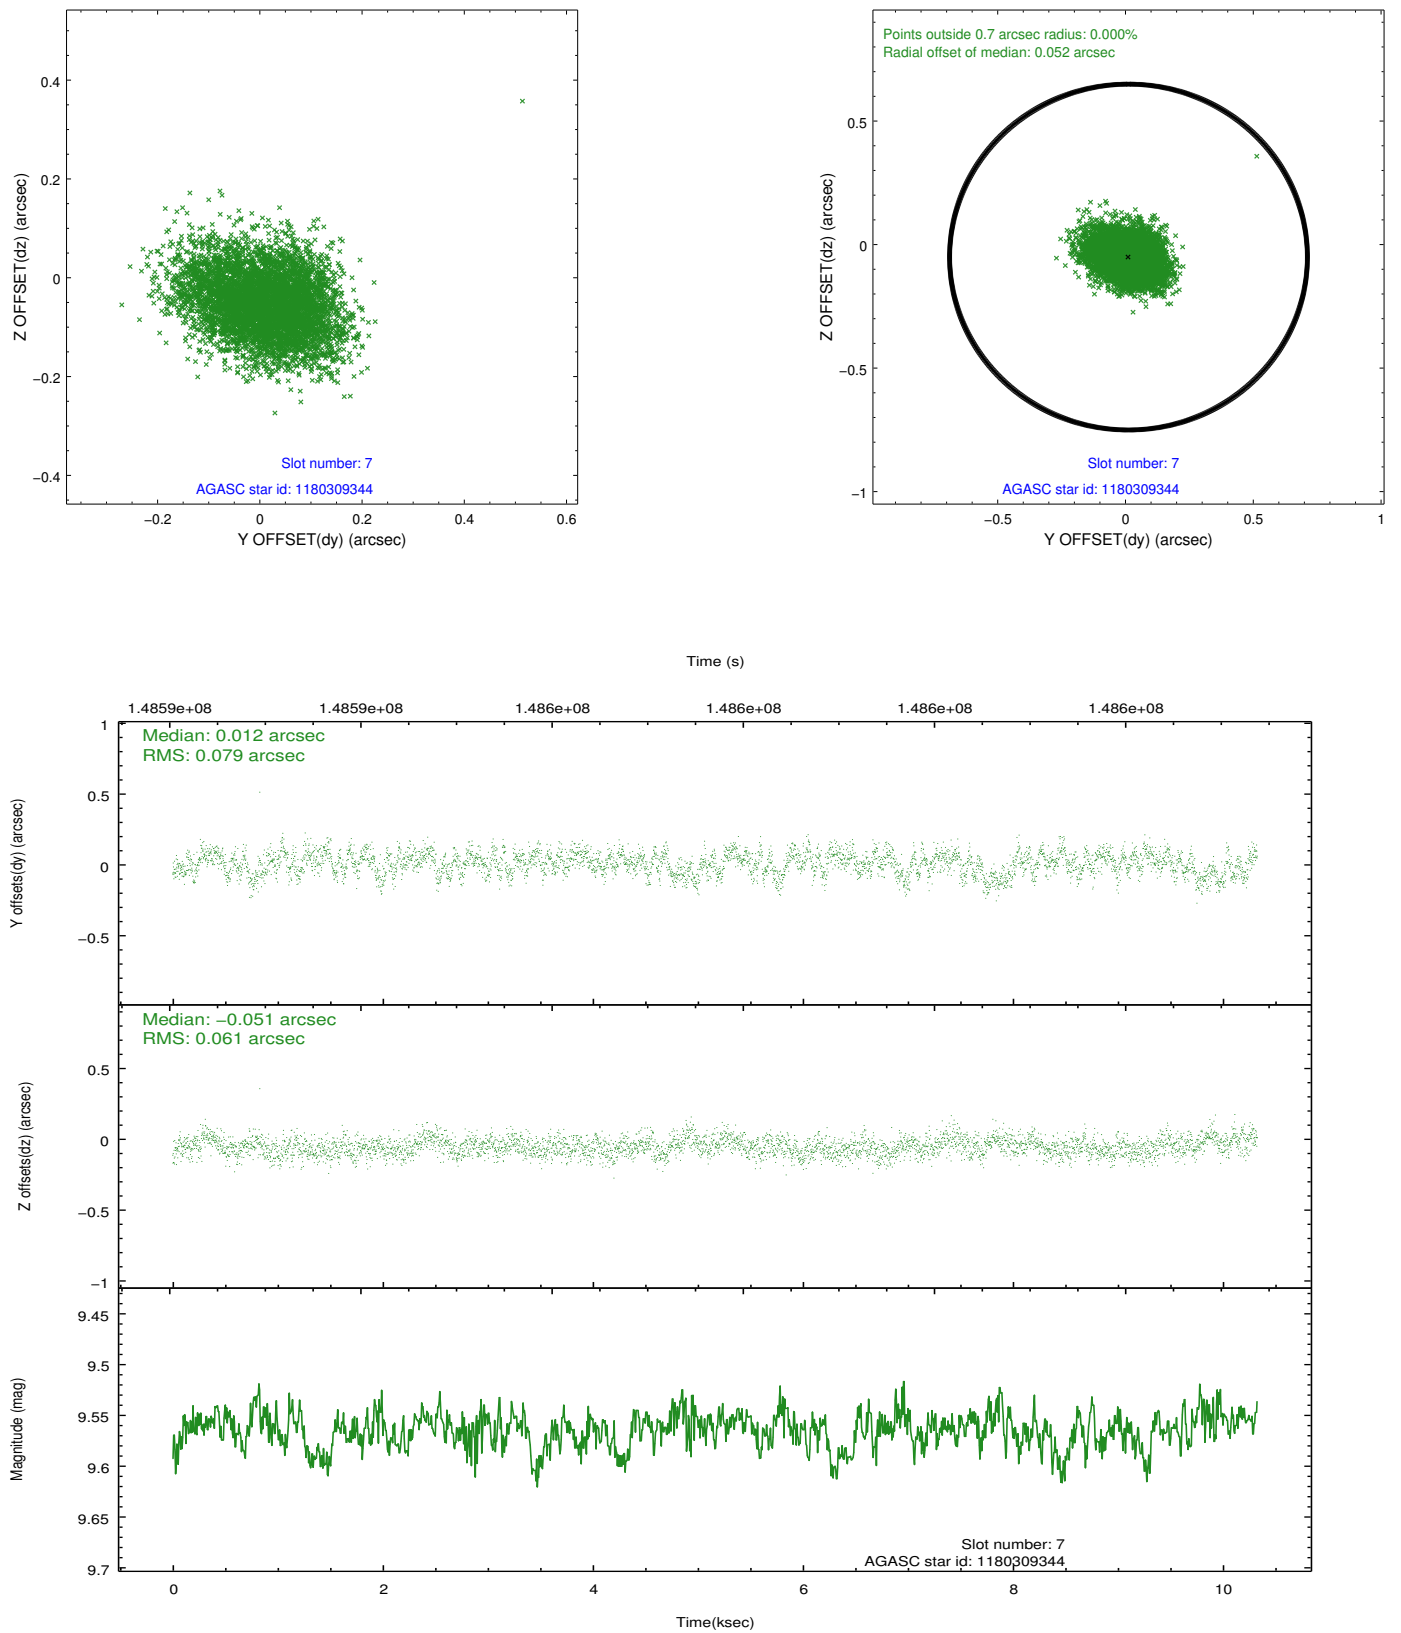 Z OFFSET(dz) (arcsec)
0.4
0.2
0
−0.2
−0.4
Slot number: 7
AGASC star id: 1180309344
−0.2
0
0.2
0.4
0.6
Y OFFSET(dy) (arcsec)
Points outside 0.7 arcsec radius: 0.000%
Radial offset of median: 0.052 arcsec
Z OFFSET(dz) (arcsec)
0.5
0
−0.5
−1
Slot number: 7
AGASC star id: 1180309344
−0.5
0
0.5
1
Y OFFSET(dy) (arcsec)
Time (s)
1.4859e+08
1.4859e+08
1.486e+08
1.486e+08
1.486e+08
1.486e+08
Y offsets(dy) (arcsec)
1
0.5
0
−0.5
Median: 0.012 arcsec
RMS: 0.079 arcsec
Z offsets(dz) (arcsec)
0.5
0
−0.5
−1
Median: −0.051 arcsec
RMS: 0.061 arcsec
Magnitude (mag)
9.45
9.5
9.55
9.6
9.65
9.7
Slot number: 7
AGASC star id: 1180309344
0
2
4
6
8
10
Time(ksec)